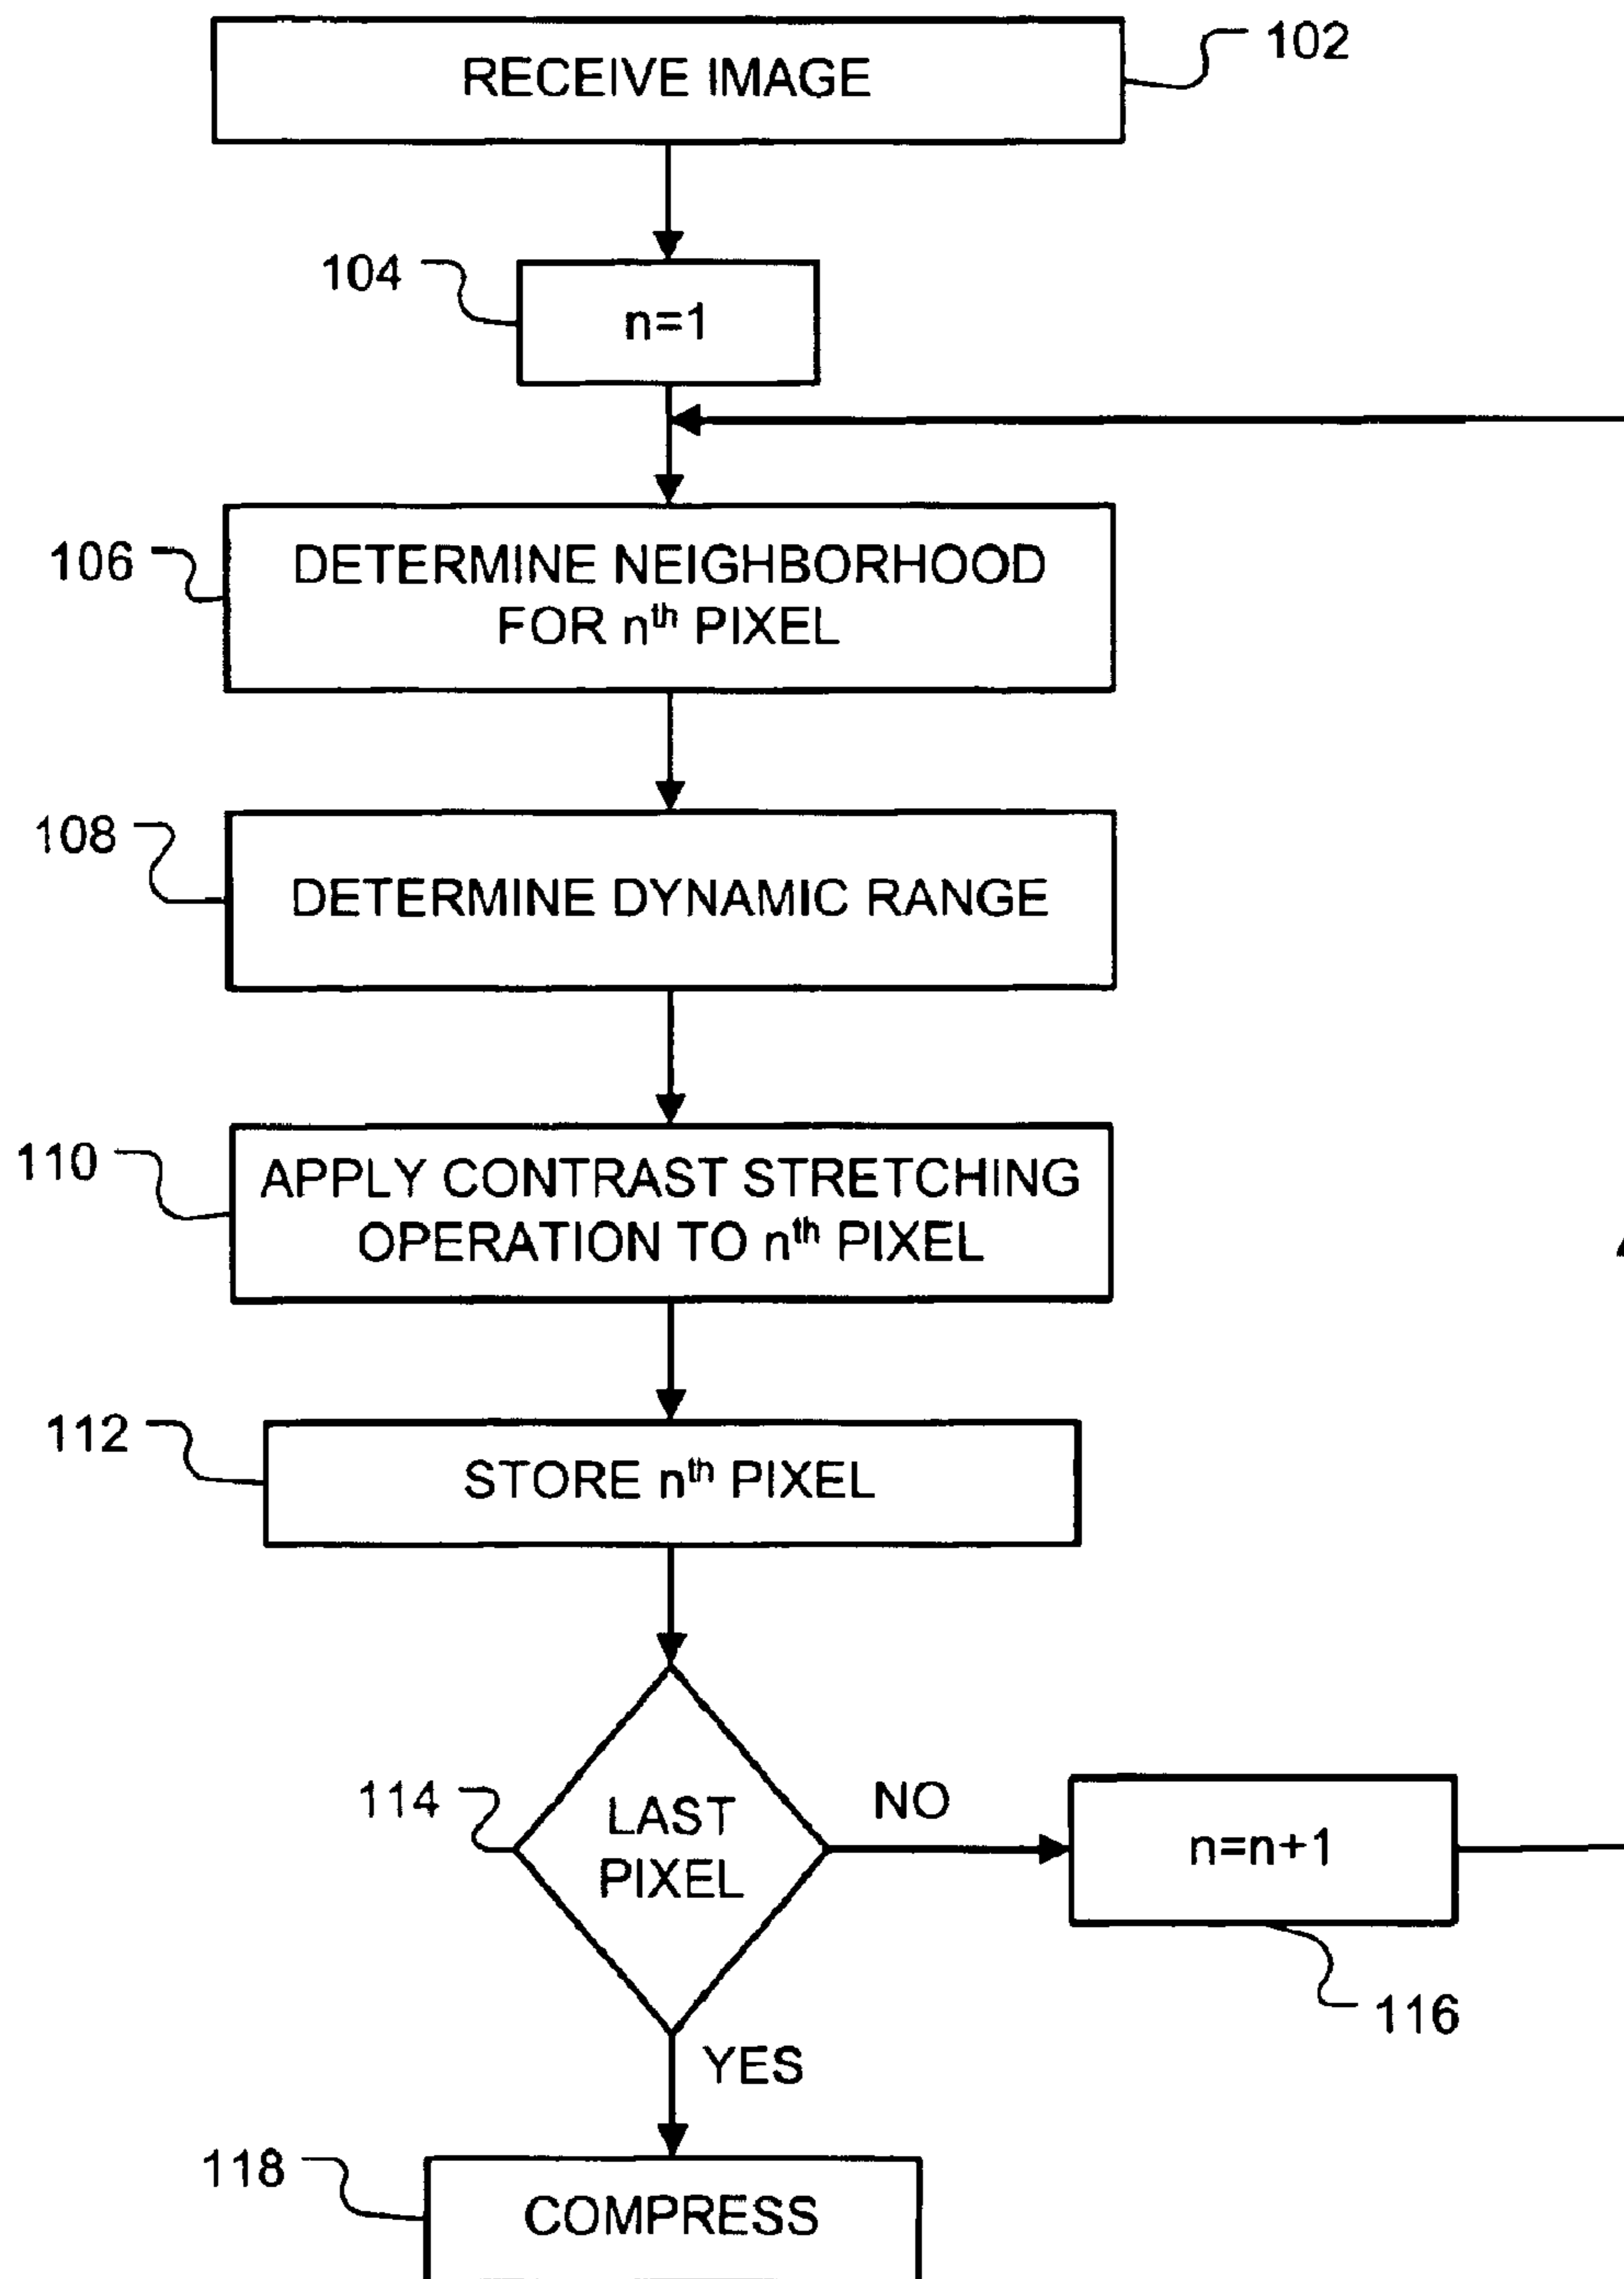 RECEIVE IMAGE
102
104
n=1
106
DETERMINE NEIGHBORHOOD
FOR nth PIXEL
108
DETERMINE DYNAMIC RANGE
110
APPLY CONTRAST STRETCHING
OPERATION TO nth PIXEL
112
STORE nth PIXEL
114
LAST
PIXEL
NO
n=n+1
116
YES
118
COMPRESS